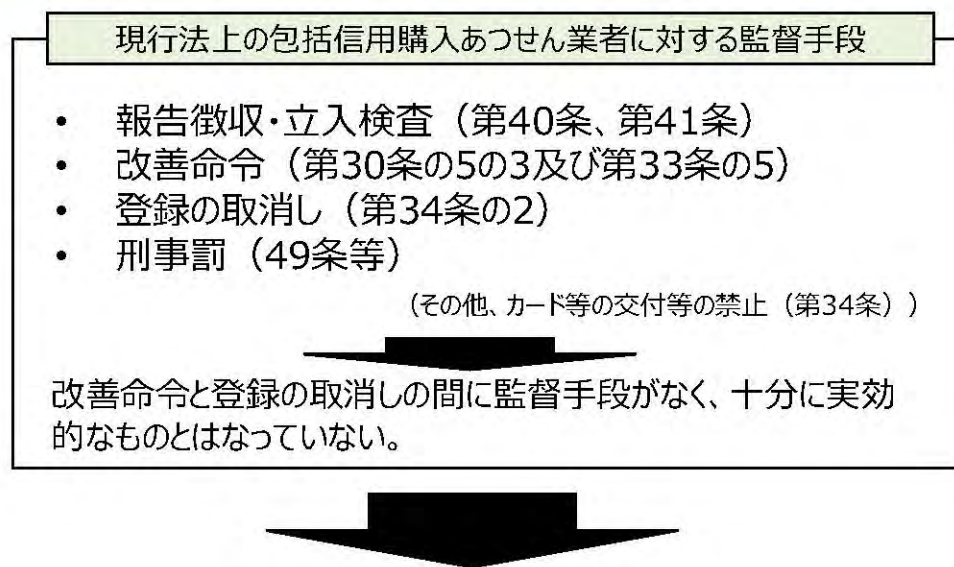 現行法上の包括信用購入あつせん業者に対する監督手段
• 報告徴収・立入検査（第40条、第41条）
• 改善命令（第30条の5の3及び第33条の5）
• 登録の取消し（第34条の2）
• 刑事罰（49条等）
（その他、カード等の交付等の禁止（第34条））
改善命令と登録の取消しの間に監督手段がなく、十分に実効
的なものとはなっていない。